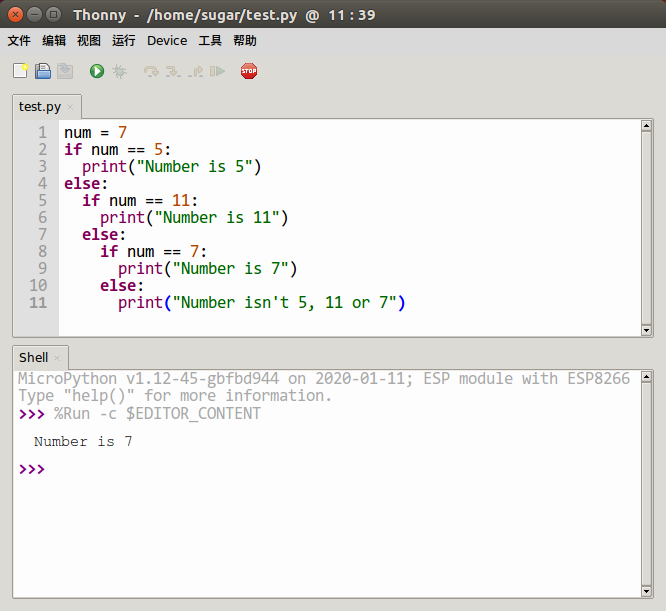 Thonny - /home/sugar/test.py @ 11 : 39
文件 编辑 视图 运行 Device 工具 帮助
STOP
test.py ×
1 num = 7
2 if num == 5:
3   print("Number is 5")
4 else:
5   if num == 11:
6     print("Number is 11")
7   else:
8     if num == 7:
9       print("Number is 7")
10     else:
11       print("Number isn't 5, 11 or 7")
Shell ×
MicroPython v1.12-45-gbfbd944 on 2020-01-11; ESP module with ESP8266
Type "help()" for more information.
>>> %Run -c $EDITOR_CONTENT
Number is 7
>>>